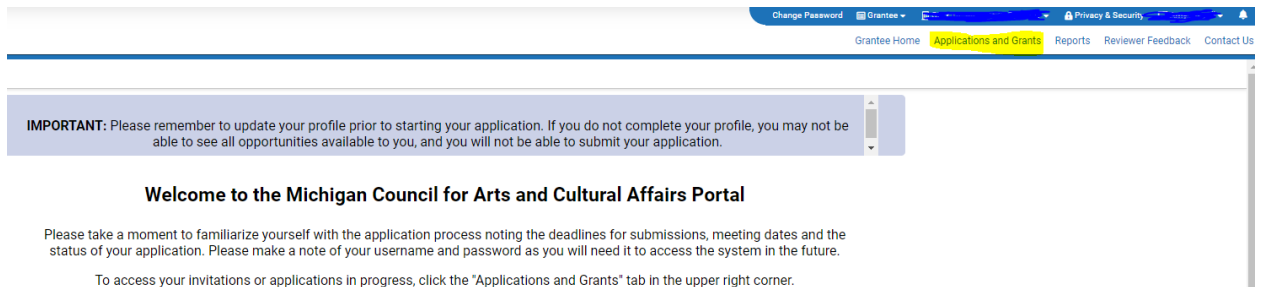 Change Password Grantee Privacy & Security
Grantee Home Applications and Grants Reports Reviewer Feedback Contact Us
IMPORTANT: Please remember to update your profile prior to starting your application. If you do not complete your profile, you may not be
able to see all opportunities available to you, and you will not be able to submit your application.
Welcome to the Michigan Council for Arts and Cultural Affairs Portal
Please take a moment to familiarize yourself with the application process noting the deadlines for submissions, meeting dates and the
status of your application. Please make a note of your username and password as you will need it to access the system in the future.
To access your invitations or applications in progress, click the "Applications and Grants" tab in the upper right corner.